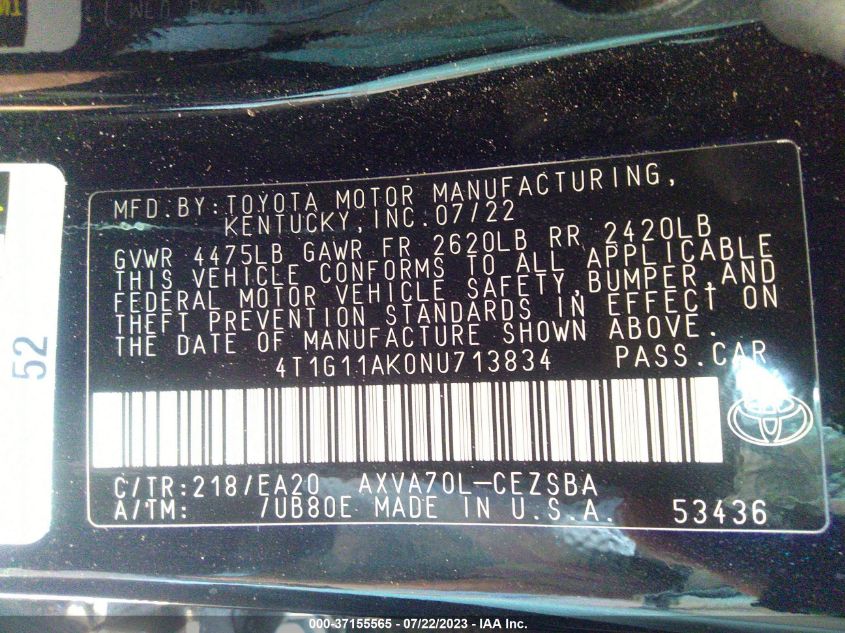 MFD.BY:TOYOTA MOTOR MANUFACTURING,
KENTUCKY,INC.07/22
GVWR 4475LB GAWR FR 2620LB RR 2420LB
THIS VEHICLE CONFORMS TO ALL APPLICABLE
FEDERAL MOTOR VEHICLE SAFETY,BUMPER,AND
THEFT PREVENTION STANDARDS IN EFFECT ON
THE DATE OF MANUFACTURE SHOWN ABOVE.
4T1G11AK0NU713834 PASS.CAR
C/TR:218/EA20 AXVA70L-CEZSBA
A/TM: /UB80E MADE IN U.S.A. 53436
52
000-37155565 - 07/22/2023 - IAA Inc.